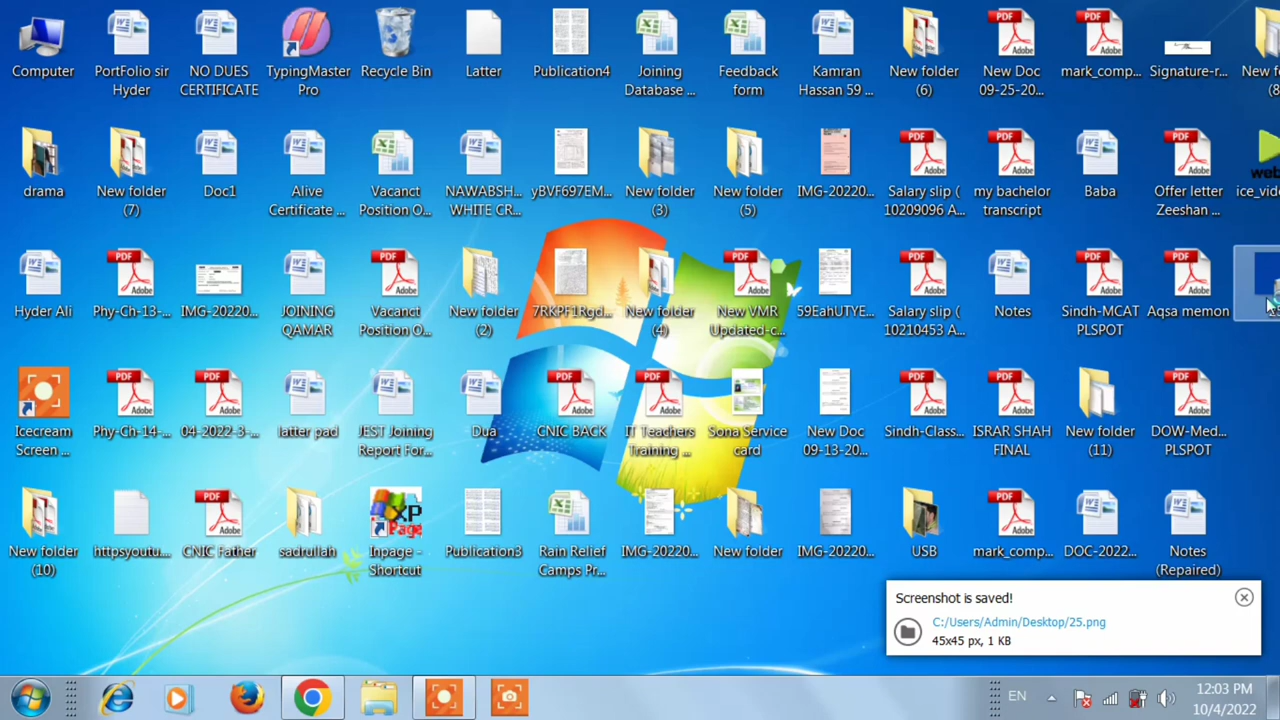 Computer
PortFolio sir
Hyder
NO DUES
CERTIFICATE
TypingMaster
Pro
Recycle Bin
Latter
Publication4
Joining
Database ...
Feedback
form
Kamran
Hassan 59 ...
New folder
(6)
New Doc
09-25-20...
mark_comp...
Signature-r...
drama
New folder
(7)
Doc1
Alive
Certificate ...
Vacanct
Position O...
NAWABSH...
WHITE CR...
yBVF697EM...
New folder
(3)
New folder
(5)
IMG-20220...
Salary slip (
10209096 A...
my bachelor
transcript
Baba
Offer letter
Zeeshan ...
Hyder Ali
Phy-Ch-13-...
IMG-20220...
JOINING
QAMAR
Vacanct
Position O...
New folder
(2)
7RKPF1Rgd...
New folder
(4)
New VMR
Updated-c...
59EahUTYE...
Salary slip (
10210453 A...
Notes
Sindh-MCAT
PLSPOT
Aqsa memon
Icecream
Screen ...
Phy-Ch-14-...
04-2022-3-...
latter pad
JEST Joining
Report For...
Dua
CNIC BACK
IT Teachers
Training ...
Sona Service
card
New Doc
09-13-20...
Sindh-Class...
ISRAR SHAH
FINAL
New folder
(11)
DOW-Med...
PLSPOT
New folder
(10)
httpsyoutu...
CNIC Father
sadrullah
Inpage -
Shortcut
Publication3
Rain Relief
Camps Pr...
IMG-20220...
New folder
IMG-20220...
USB
mark_comp...
DOC-2022...
Notes
(Repaired)
Screenshot is saved!
C:/Users/Admin/Desktop/25.png
45x45 px, 1 KB
EN
12:03 PM
10/4/2022